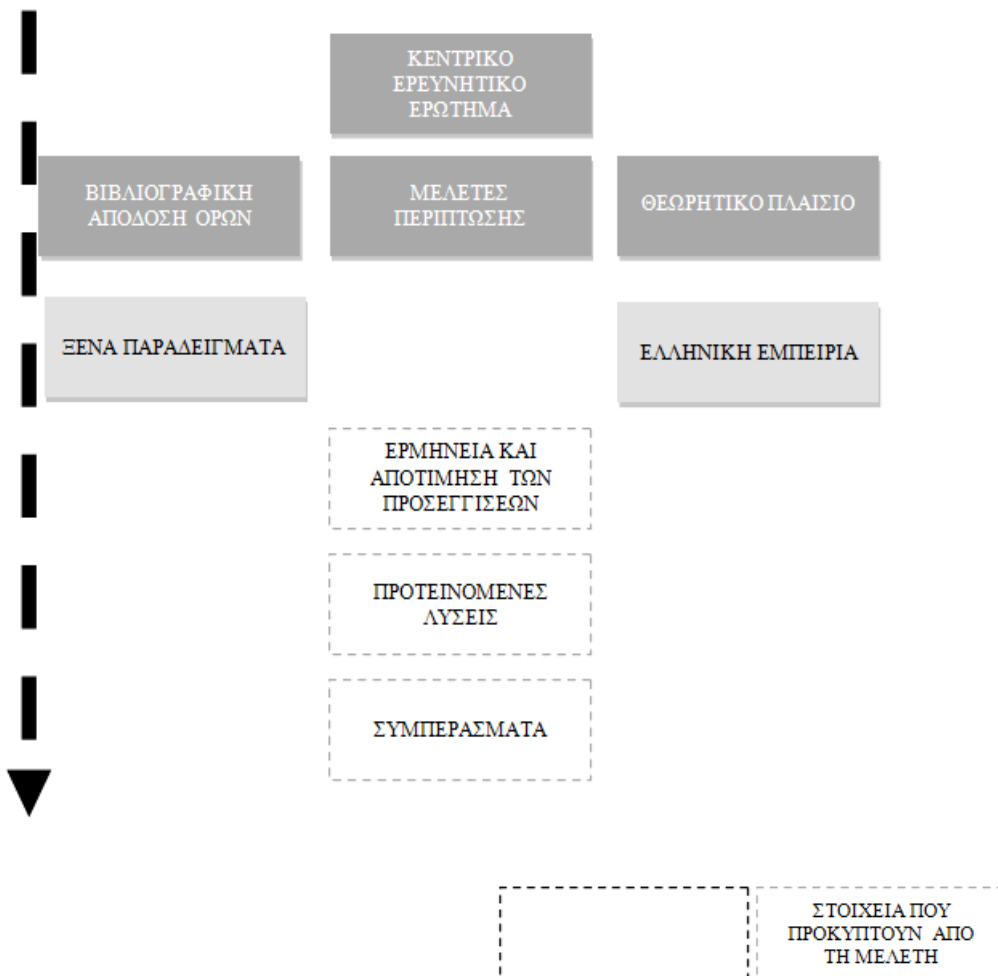 ΚΕΝΤΡΙΚΟ
ΕΡΕΥΝΗΤΙΚΟ
ΕΡΩΤΗΜΑ
ΒΙΒΛΙΟΓΡΑΦΙΚΗ
ΑΠΟΔΟΣΗ ΟΡΩΝ
ΜΕΛΕΤΕΣ
ΠΕΡΙΠΤΩΣΗΣ
ΘΕΩΡΗΤΙΚΟ ΠΛΑΙΣΙΟ
ΞΕΝΑ ΠΑΡΑΔΕΙΓΜΑΤΑ
ΕΛΛΗΝΙΚΗ ΕΜΠΕΙΡΙΑ
ΕΡΜΗΝΕΙΑ ΚΑΙ
ΑΠΟΤΙΜΗΣΗ ΤΩΝ
ΠΡΟΣΕΓΓΙΣΕΩΝ
ΠΡΟΤΕΙΝΟΜΕΝΕΣ
ΛΥΣΕΙΣ
ΣΥΜΠΕΡΑΣΜΑΤΑ
ΣΤΟΙΧΕΙΑ ΠΟΥ
ΠΡΟΚΥΠΤΟΥΝ ΑΠΟ
ΤΗ ΜΕΛΕΤΗ